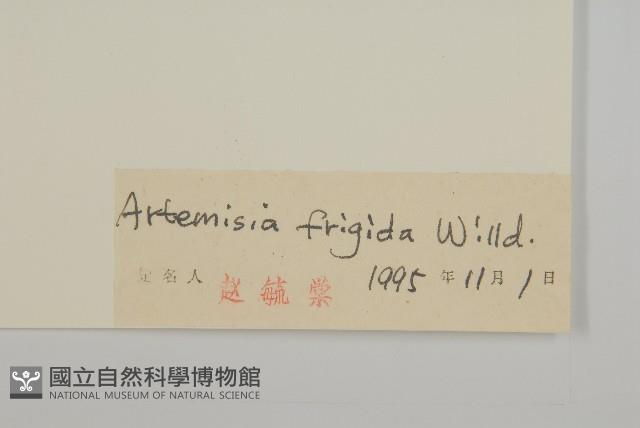 Artemisia frigida Willd.
定名人 赵毓棠 1995 年 11 月 1 日
國立自然科學博物館
NATIONAL MUSEUM OF NATURAL SCIENCE